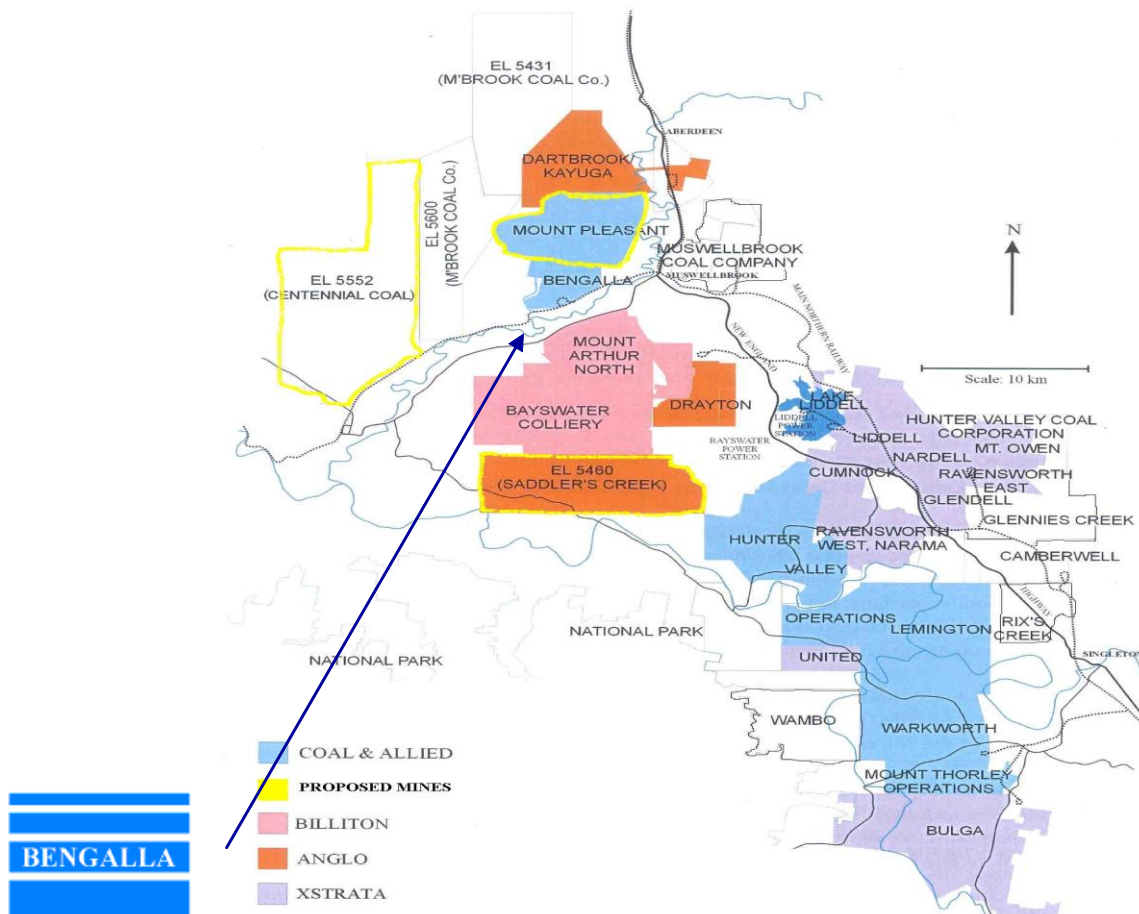 EL 5431
(M'BROOK COAL Co.)
ABERDEEN
DARTBROOK/
KAYUGA
EL 5600
(M'BROOK COAL Co.)
MOUNT PLEASANT
MUSWELLBROOK
COAL COMPANY
MUSWELLBROOK
EL 5552
(CENTENNIAL COAL)
BENGALLA
N
MAIN NORTHERN RAILWAY
NEW ENGLAND
MOUNT
ARTHUR
NORTH
Scale: 10 km
DRAYTON
LAKE
LIDDELL
LIDDELL
POWER
STATION
BAYSWATER
COLLIERY
HUNTER VALLEY COAL
CORPORATION
MT. OWEN
LIDDELL
BAYSWATER
POWER
STATION
NARDELL
CUMNOCK
RAVENSWORTH
EAST
EL 5460
(SADDLER'S CREEK)
GLENDELL
GLENNIES CREEK
HUNTER
VALLEY
RAVENSWORTH
WEST, NARAMA
CAMBERWELL
HIGHWAY
OPERATIONS
LEMINGTON
RIX'S
CREEK
NATIONAL PARK
NATIONAL PARK
UNITED
SINGLETON
WAMBO
WARKWORTH
MOUNT THORLEY
OPERATIONS
BULGA
COAL & ALLIED
PROPOSED MINES
BILLITON
ANGLO
XSTRATA
BENGALLA